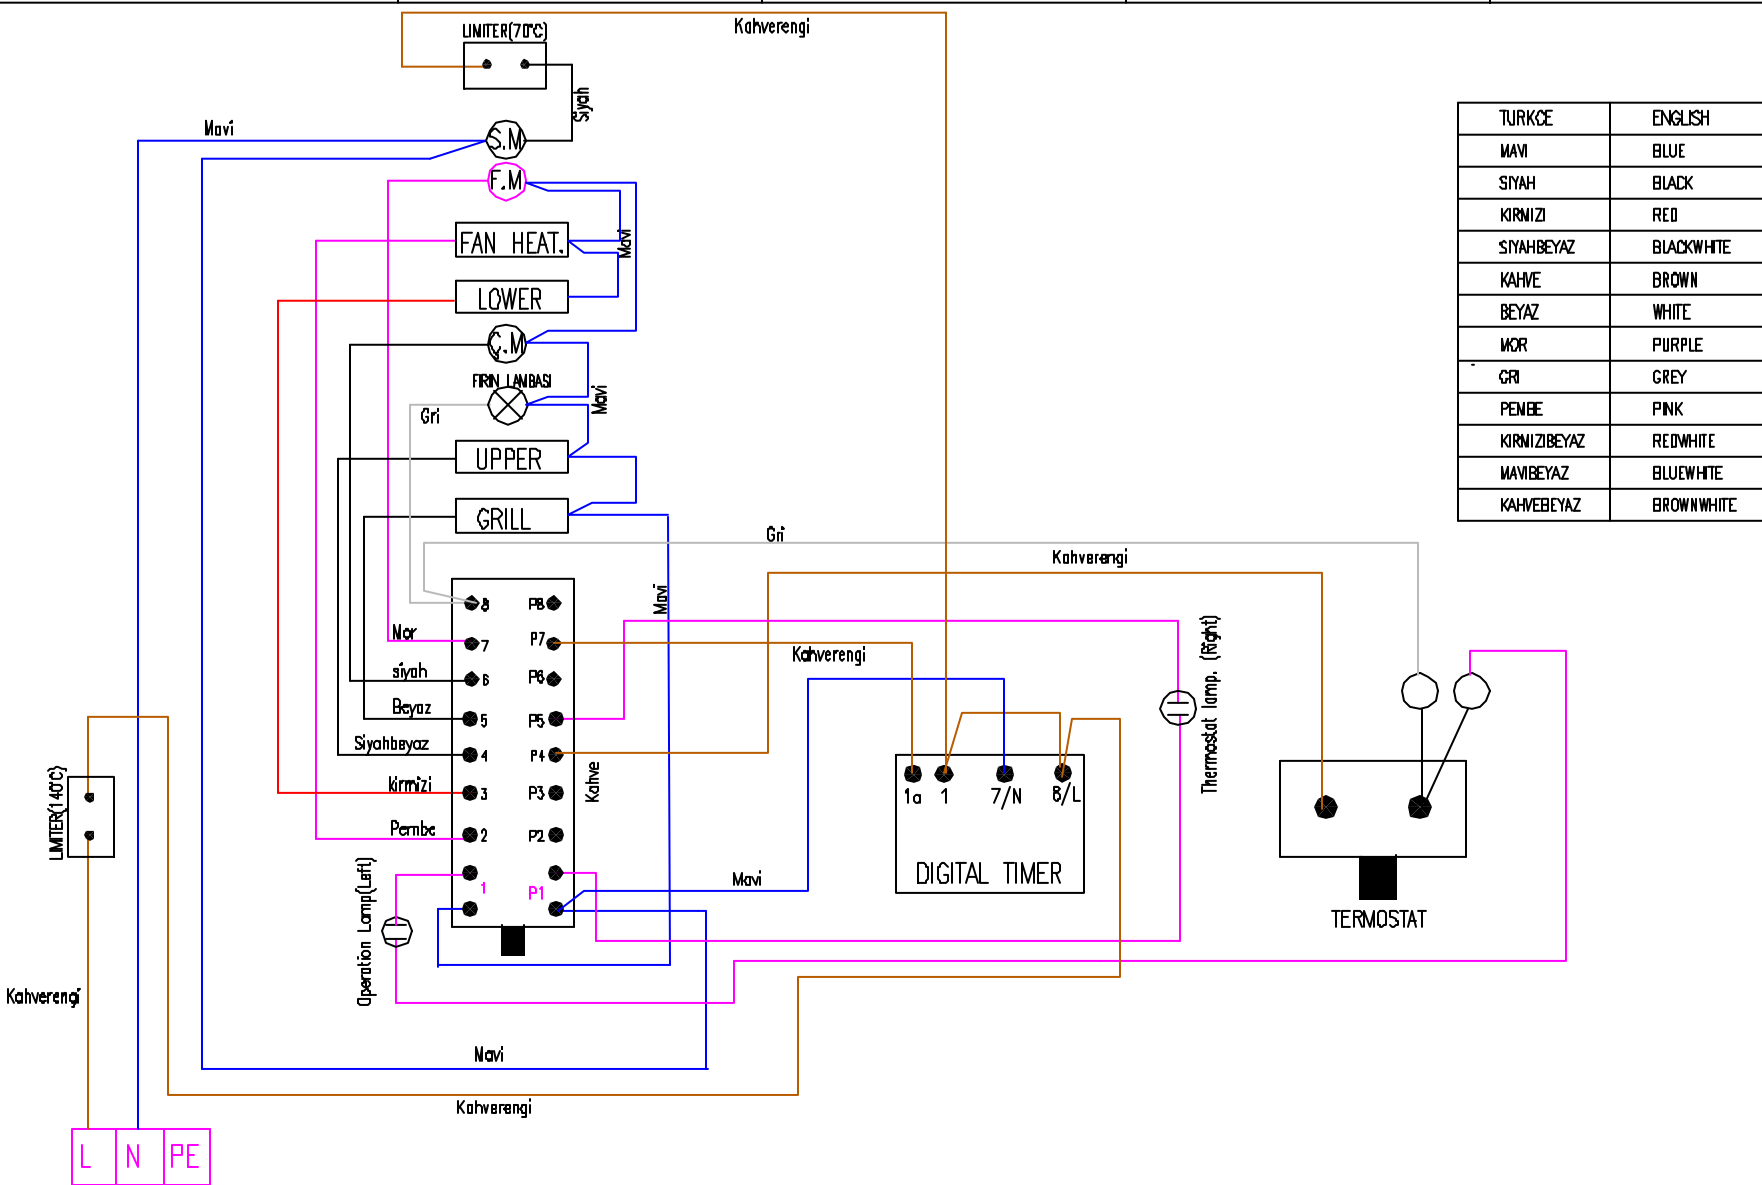 Kahverengi
LIMITER(70°C)
Siyah
Mavi
S.M
F.M
FAN HEAT.
Mavi
LOWER
Ç.M
FIRIN LAMBASI
Mavi
Gri
UPPER
GRILL
TURKCE ENGLISH
MAVI BLUE
SIYAH BLACK
KIRMIZI RED
SIYAHBEYAZ BLACKWHITE
KAHVE BROWN
BEYAZ WHITE
MOR PURPLE
GRI GREY
PEMBE PINK
KIRMIZIBEYAZ REDWHITE
MAVIBEYAZ BLUEWHITE
KAHVEBEYAZ BROWNWHITE
Gri
Kahverengi
Mavi
8 P8
Mor
7 P7
siyah
6 P6
Beyaz
5 P5
Siyahbeyaz
4 P4
kirmizi
3 P3
Pembe
2 P2
1 P1
Kahve
Kahverengi
Thermostat lamp. (Right)
1a 1 7/N 8/L
DIGITAL TIMER
Mavi
TERMOSTAT
LIMITER(140°C)
Operation Lamp(Left)
Kahverengi
Mavi
Kahverengi
L N PE